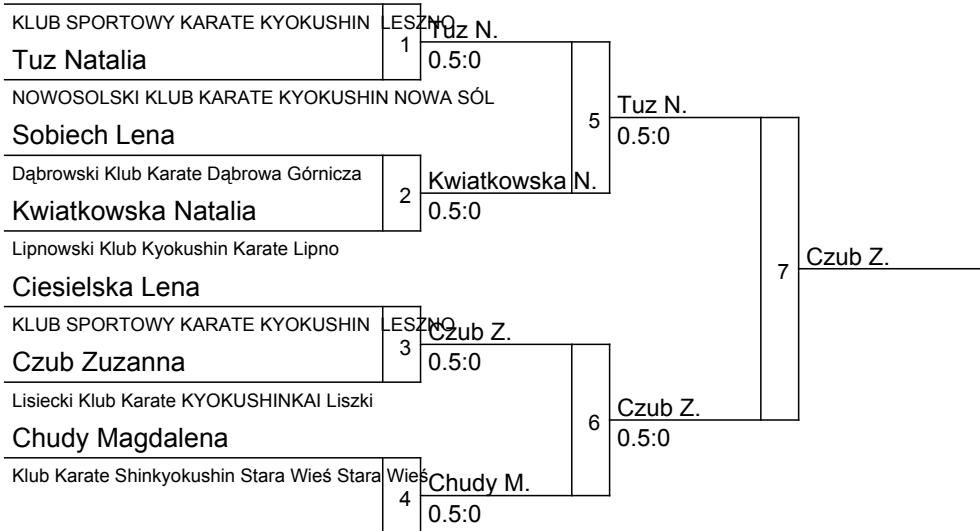 KLUB SPORTOWY KARATE KYOKUSHIN LESZNO
Tuz Natalia
1
Tuz N.
0.5:0
NOWOSOLSKI KLUB KARATE KYOKUSHIN NOWA SÓL
Sobiech Lena
5
Tuz N.
0.5:0
Dąbrowski Klub Karate Dąbrowa Górnicza
Kwiatkowska Natalia
2
Kwiatkowska N.
0.5:0
Lipnowski Klub Kyokushin Karate Lipno
Ciesielska Lena
7
Czub Z.
KLUB SPORTOWY KARATE KYOKUSHIN LESZNO
Czub Zuzanna
3
Czub Z.
0.5:0
Lisiecki Klub Karate KYOKUSHINKAI Liszki
Chudy Magdalena
6
Czub Z.
0.5:0
Klub Karate Shinkyokushin Stara Wieś Stara Wieś
4
Chudy M.
0.5:0